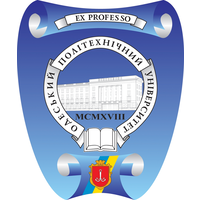 EX PROFESSO
ОДЕСЬКИЙ ПОЛІТЕХНІЧНИЙ УНІВЕРСИТЕТ
MCMXVIII